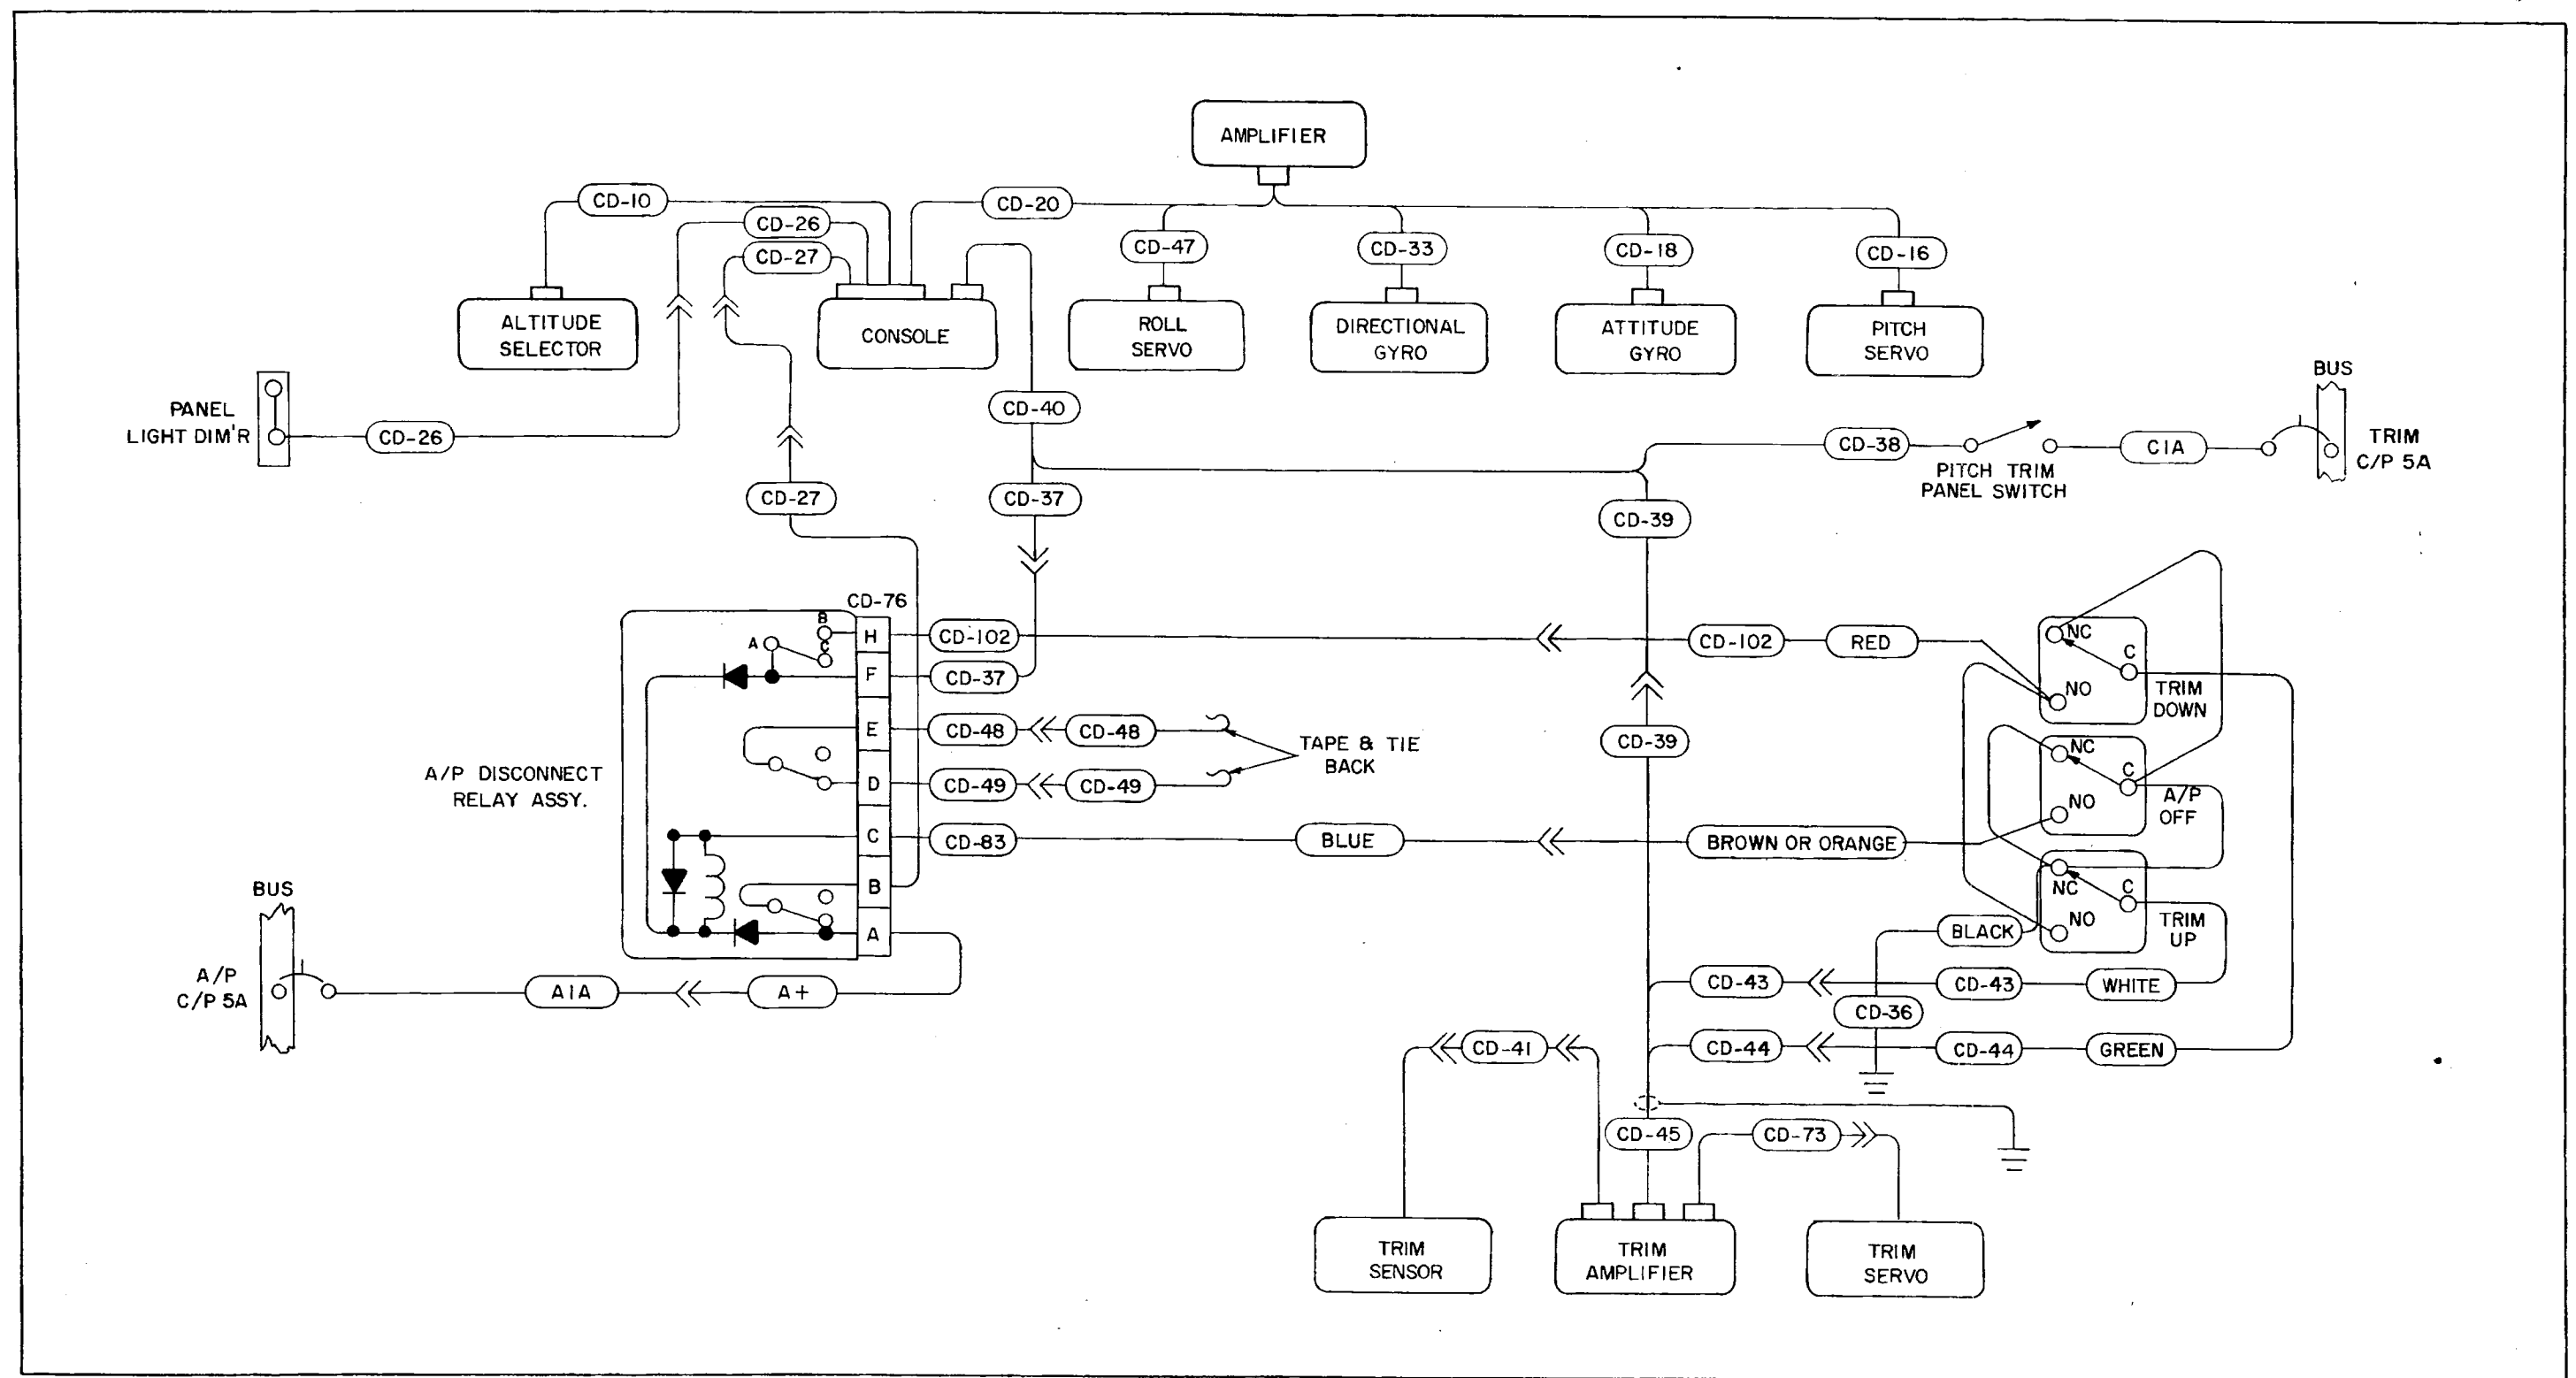 AMPLIFIER
CD-10
CD-20
CD-26
CD-27
CD-47
CD-33
CD-18
CD-16
ALTITUDE
SELECTOR
CONSOLE
ROLL
SERVO
DIRECTIONAL
GYRO
ATTITUDE
GYRO
PITCH
SERVO
BUS
PANEL
LIGHT DIM'R
CD-26
CD-40
CD-38
C1A
TRIM
C/P 5A
PITCH TRIM
PANEL SWITCH
CD-27
CD-37
CD-39
CD-76
B
A
C
H
CD-102
CD-102
RED
NC
C
NO
TRIM
DOWN
F
CD-37
E
CD-48
CD-48
TAPE & TIE
BACK
CD-39
A/P DISCONNECT
RELAY ASSY.
D
CD-49
CD-49
NC
C
NO
A/P
OFF
C
CD-83
BLUE
BROWN OR ORANGE
B
NC
C
NO
TRIM
UP
BUS
A
BLACK
A/P
C/P 5A
A1A
A+
CD-43
CD-43
WHITE
CD-36
CD-41
CD-44
CD-44
GREEN
CD-45
CD-73
TRIM
SENSOR
TRIM
AMPLIFIER
TRIM
SERVO